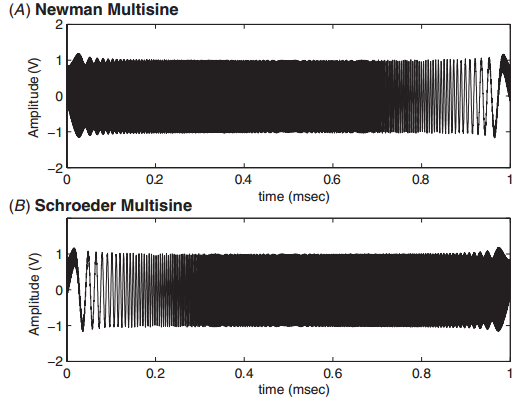 (A) Newman Multisine
2
1
0
−1
−2
Amplitude (V)
0 0.2 0.4 0.6 0.8 1
time (msec)
(B) Schroeder Multisine
1
0
−1
−2
Amplitude (V)
0 0.2 0.4 0.6 0.8 1
time (msec)